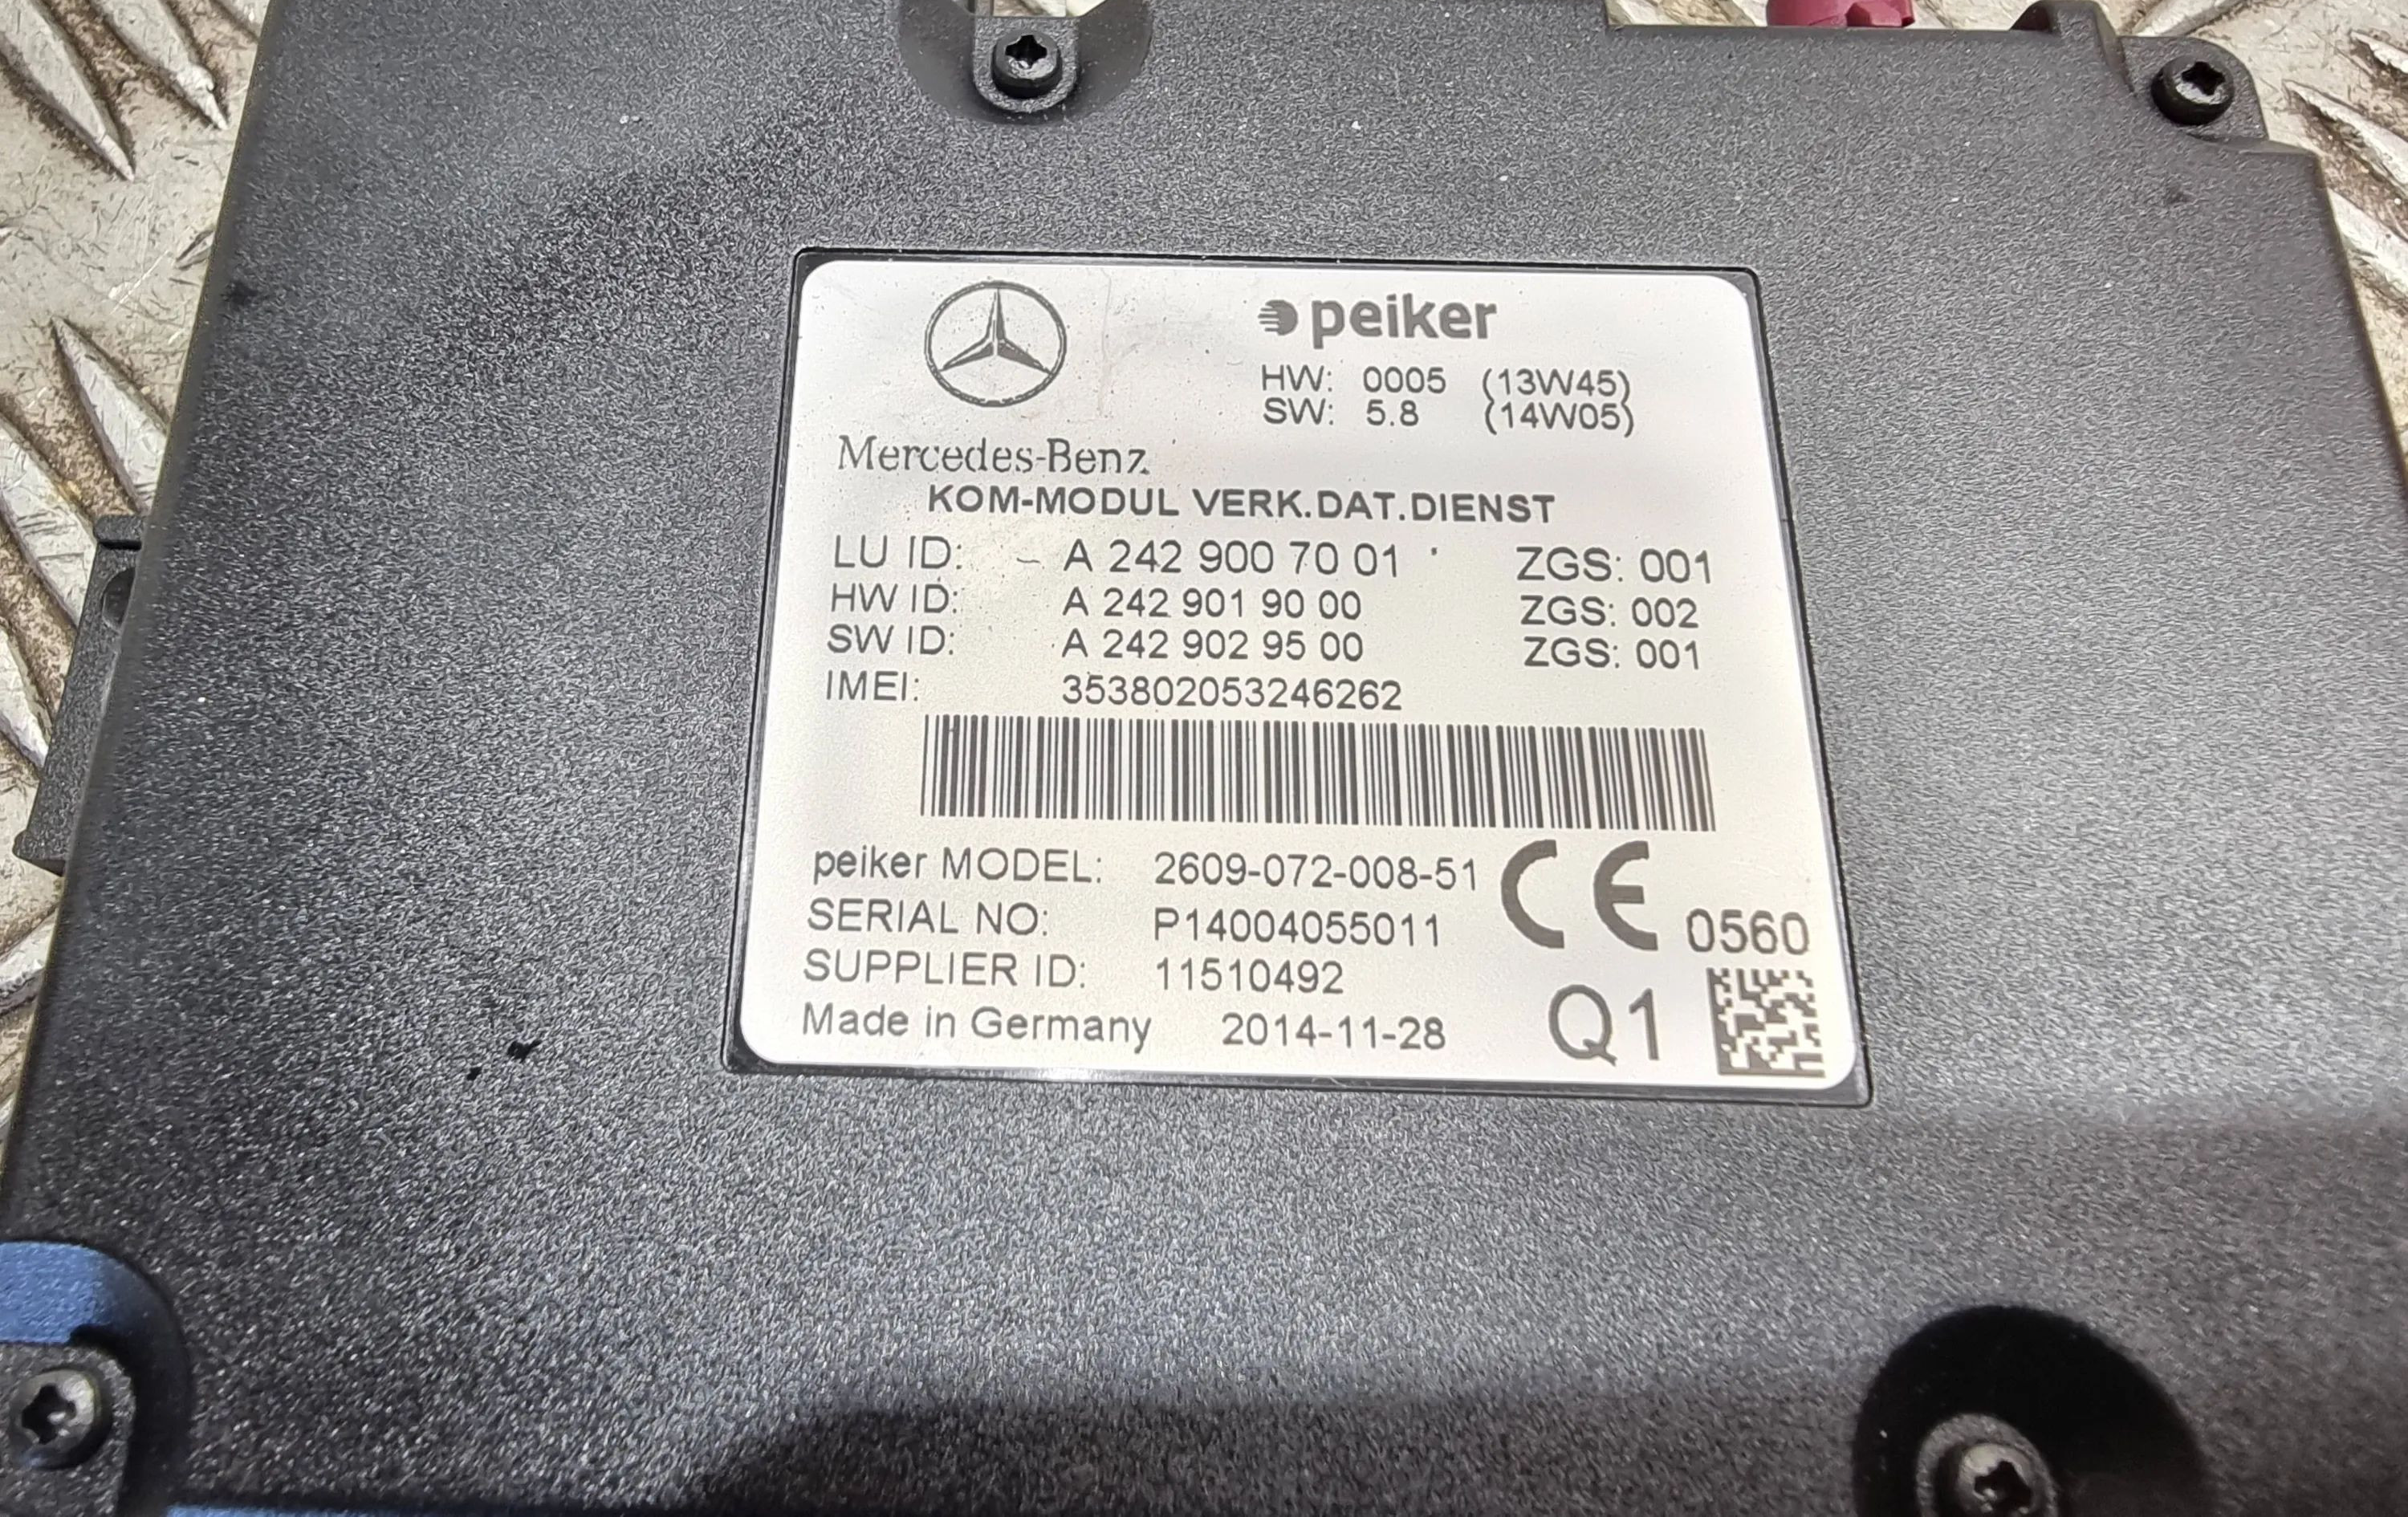 peiker
HW: 0005 (13W45)
SW: 5.8 (14W05)
Mercedes-Benz
KOM-MODUL VERK.DAT.DIENST
LU ID: A 242 900 70 01 ZGS: 001
HW ID: A 242 901 90 00 ZGS: 002
SW ID: A 242 902 95 00 ZGS: 001
IMEI: 353802053246262
peiker MODEL: 2609-072-008-51
CE 0560
SERIAL NO: P14004055011
SUPPLIER ID: 11510492
Made in Germany 2014-11-28 Q1